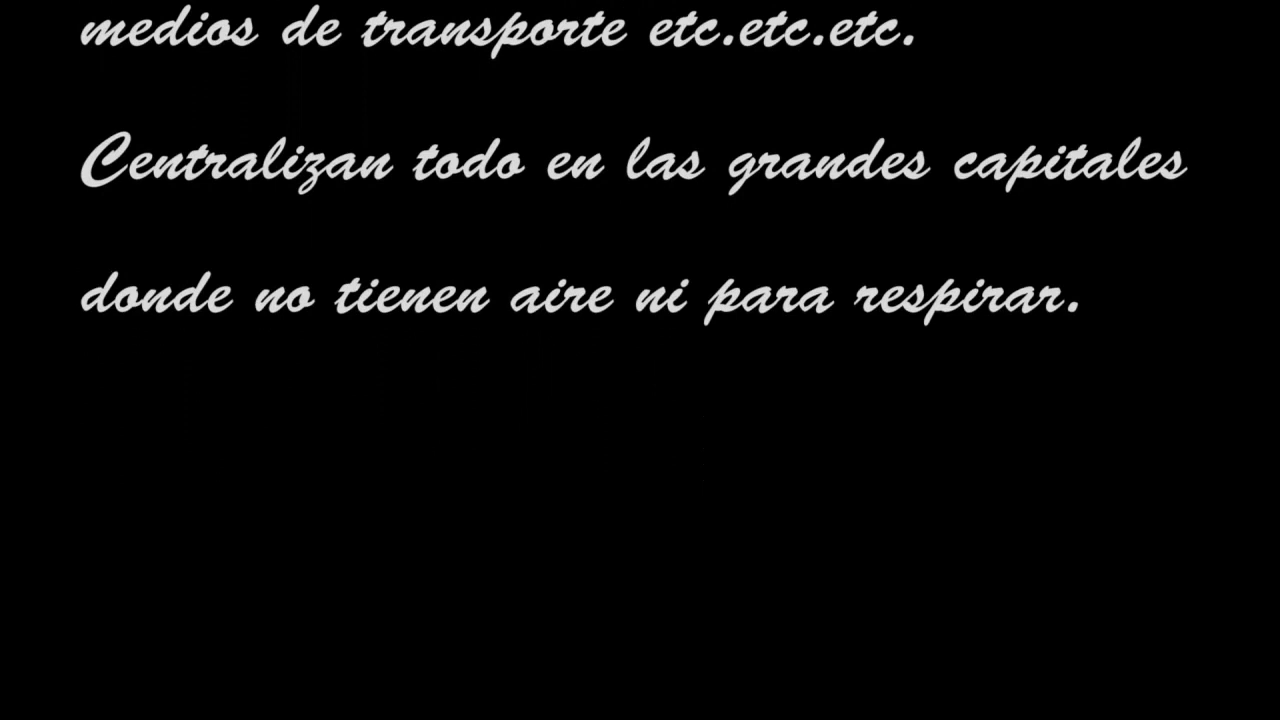 medios de transporte etc.etc.etc.
Centralizan todo en las grandes capitales
donde no tienen aire ni para respirar.